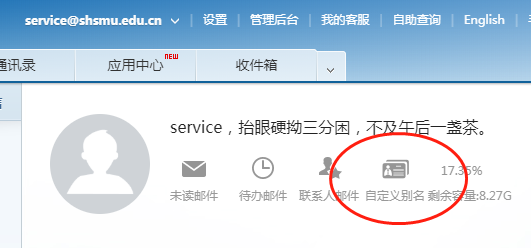 service@shsmu.edu.cn 设置 管理后台 我的客服 自助查询 English
通讯录 应用中心 NEW 收件箱
service，抬眼硬拗三分困，不及午后一盏茶。
17.35%
未读邮件 待办邮件 联系人邮件 自定义别名 剩余容量:8.27G